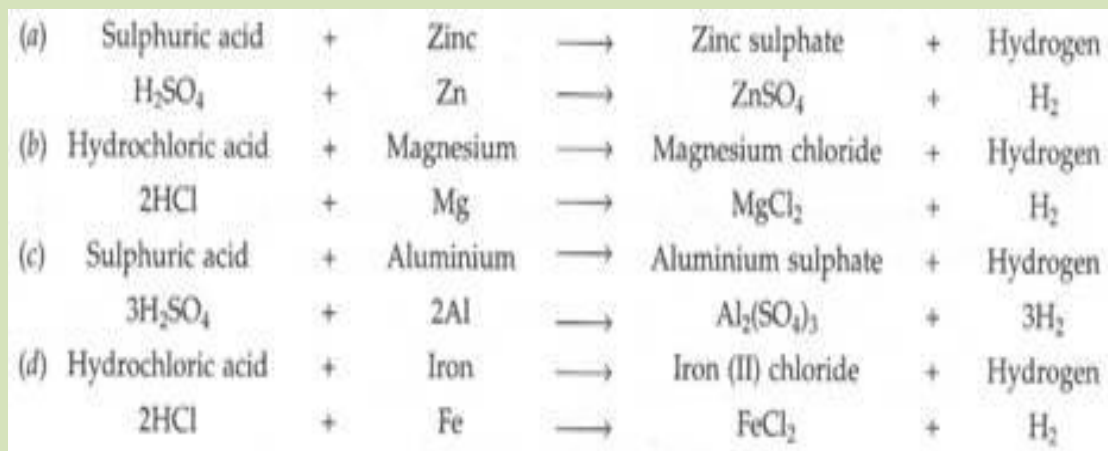 (a) Sulphuric acid + Zinc ⟶ Zinc sulphate + Hydrogen
H₂SO₄ + Zn ⟶ ZnSO₄ + H₂
(b) Hydrochloric acid + Magnesium ⟶ Magnesium chloride + Hydrogen
2HCl + Mg ⟶ MgCl₂ + H₂
(c) Sulphuric acid + Aluminium ⟶ Aluminium sulphate + Hydrogen
3H₂SO₄ + 2Al ⟶ Al₂(SO₄)₃ + 3H₂
(d) Hydrochloric acid + Iron ⟶ Iron (II) chloride + Hydrogen
2HCl + Fe ⟶ FeCl₂ + H₂